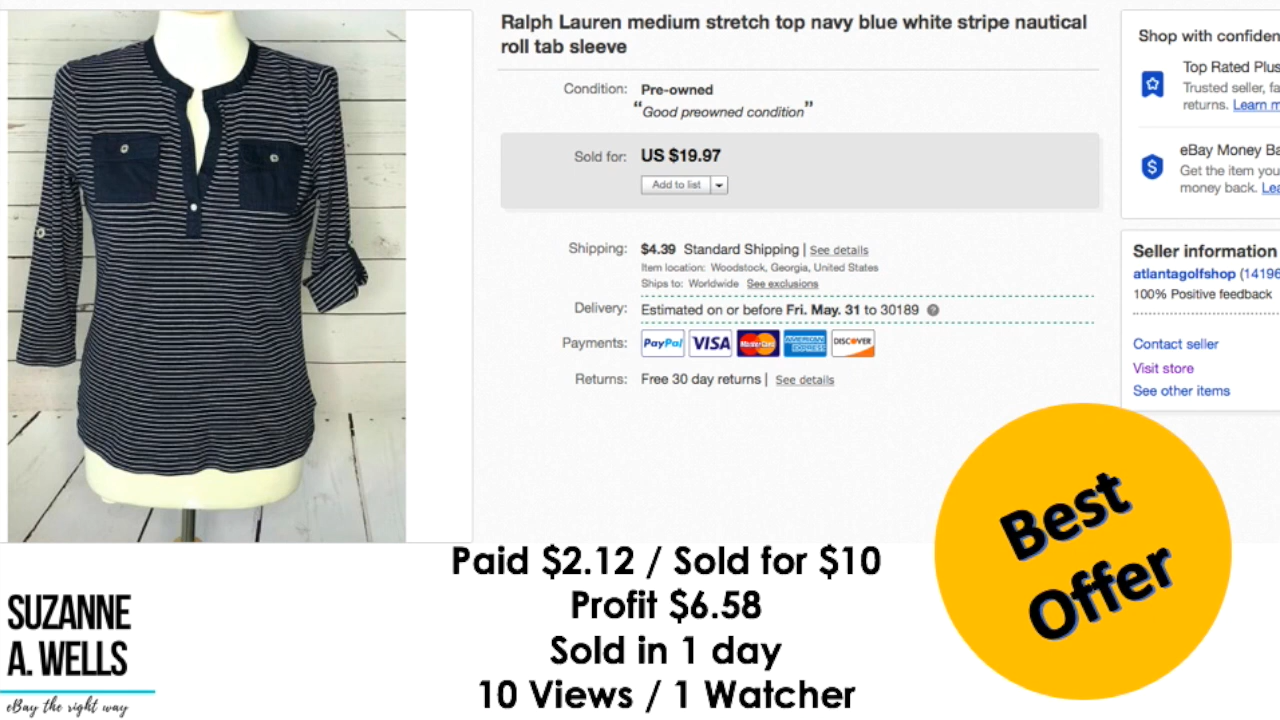 Ralph Lauren medium stretch top navy blue white stripe nautical
roll tab sleeve
Condition: Pre-owned
“Good preowned condition”
Sold for: US $19.97
Add to list
Shipping: $4.39 Standard Shipping | See details
Item location: Woodstock, Georgia, United States
Ships to: Worldwide See exclusions
Delivery: Estimated on or before Fri. May. 31 to 30189 ?
Payments: PayPal VISA MasterCard AMERICAN EXPRESS DISCOVER
Returns: Free 30 day returns | See details
Shop with confiden
Top Rated Plus
Trusted seller, fa
returns. Learn m
eBay Money Ba
Get the item you
money back. Lea
Seller information
atlantagolfshop (14196
100% Positive feedback
Contact seller
Visit store
See other items
Best
Offer
Paid $2.12 / Sold for $10
Profit $6.58
Sold in 1 day
10 Views / 1 Watcher
SUZANNE
A. WELLS
eBay the right way